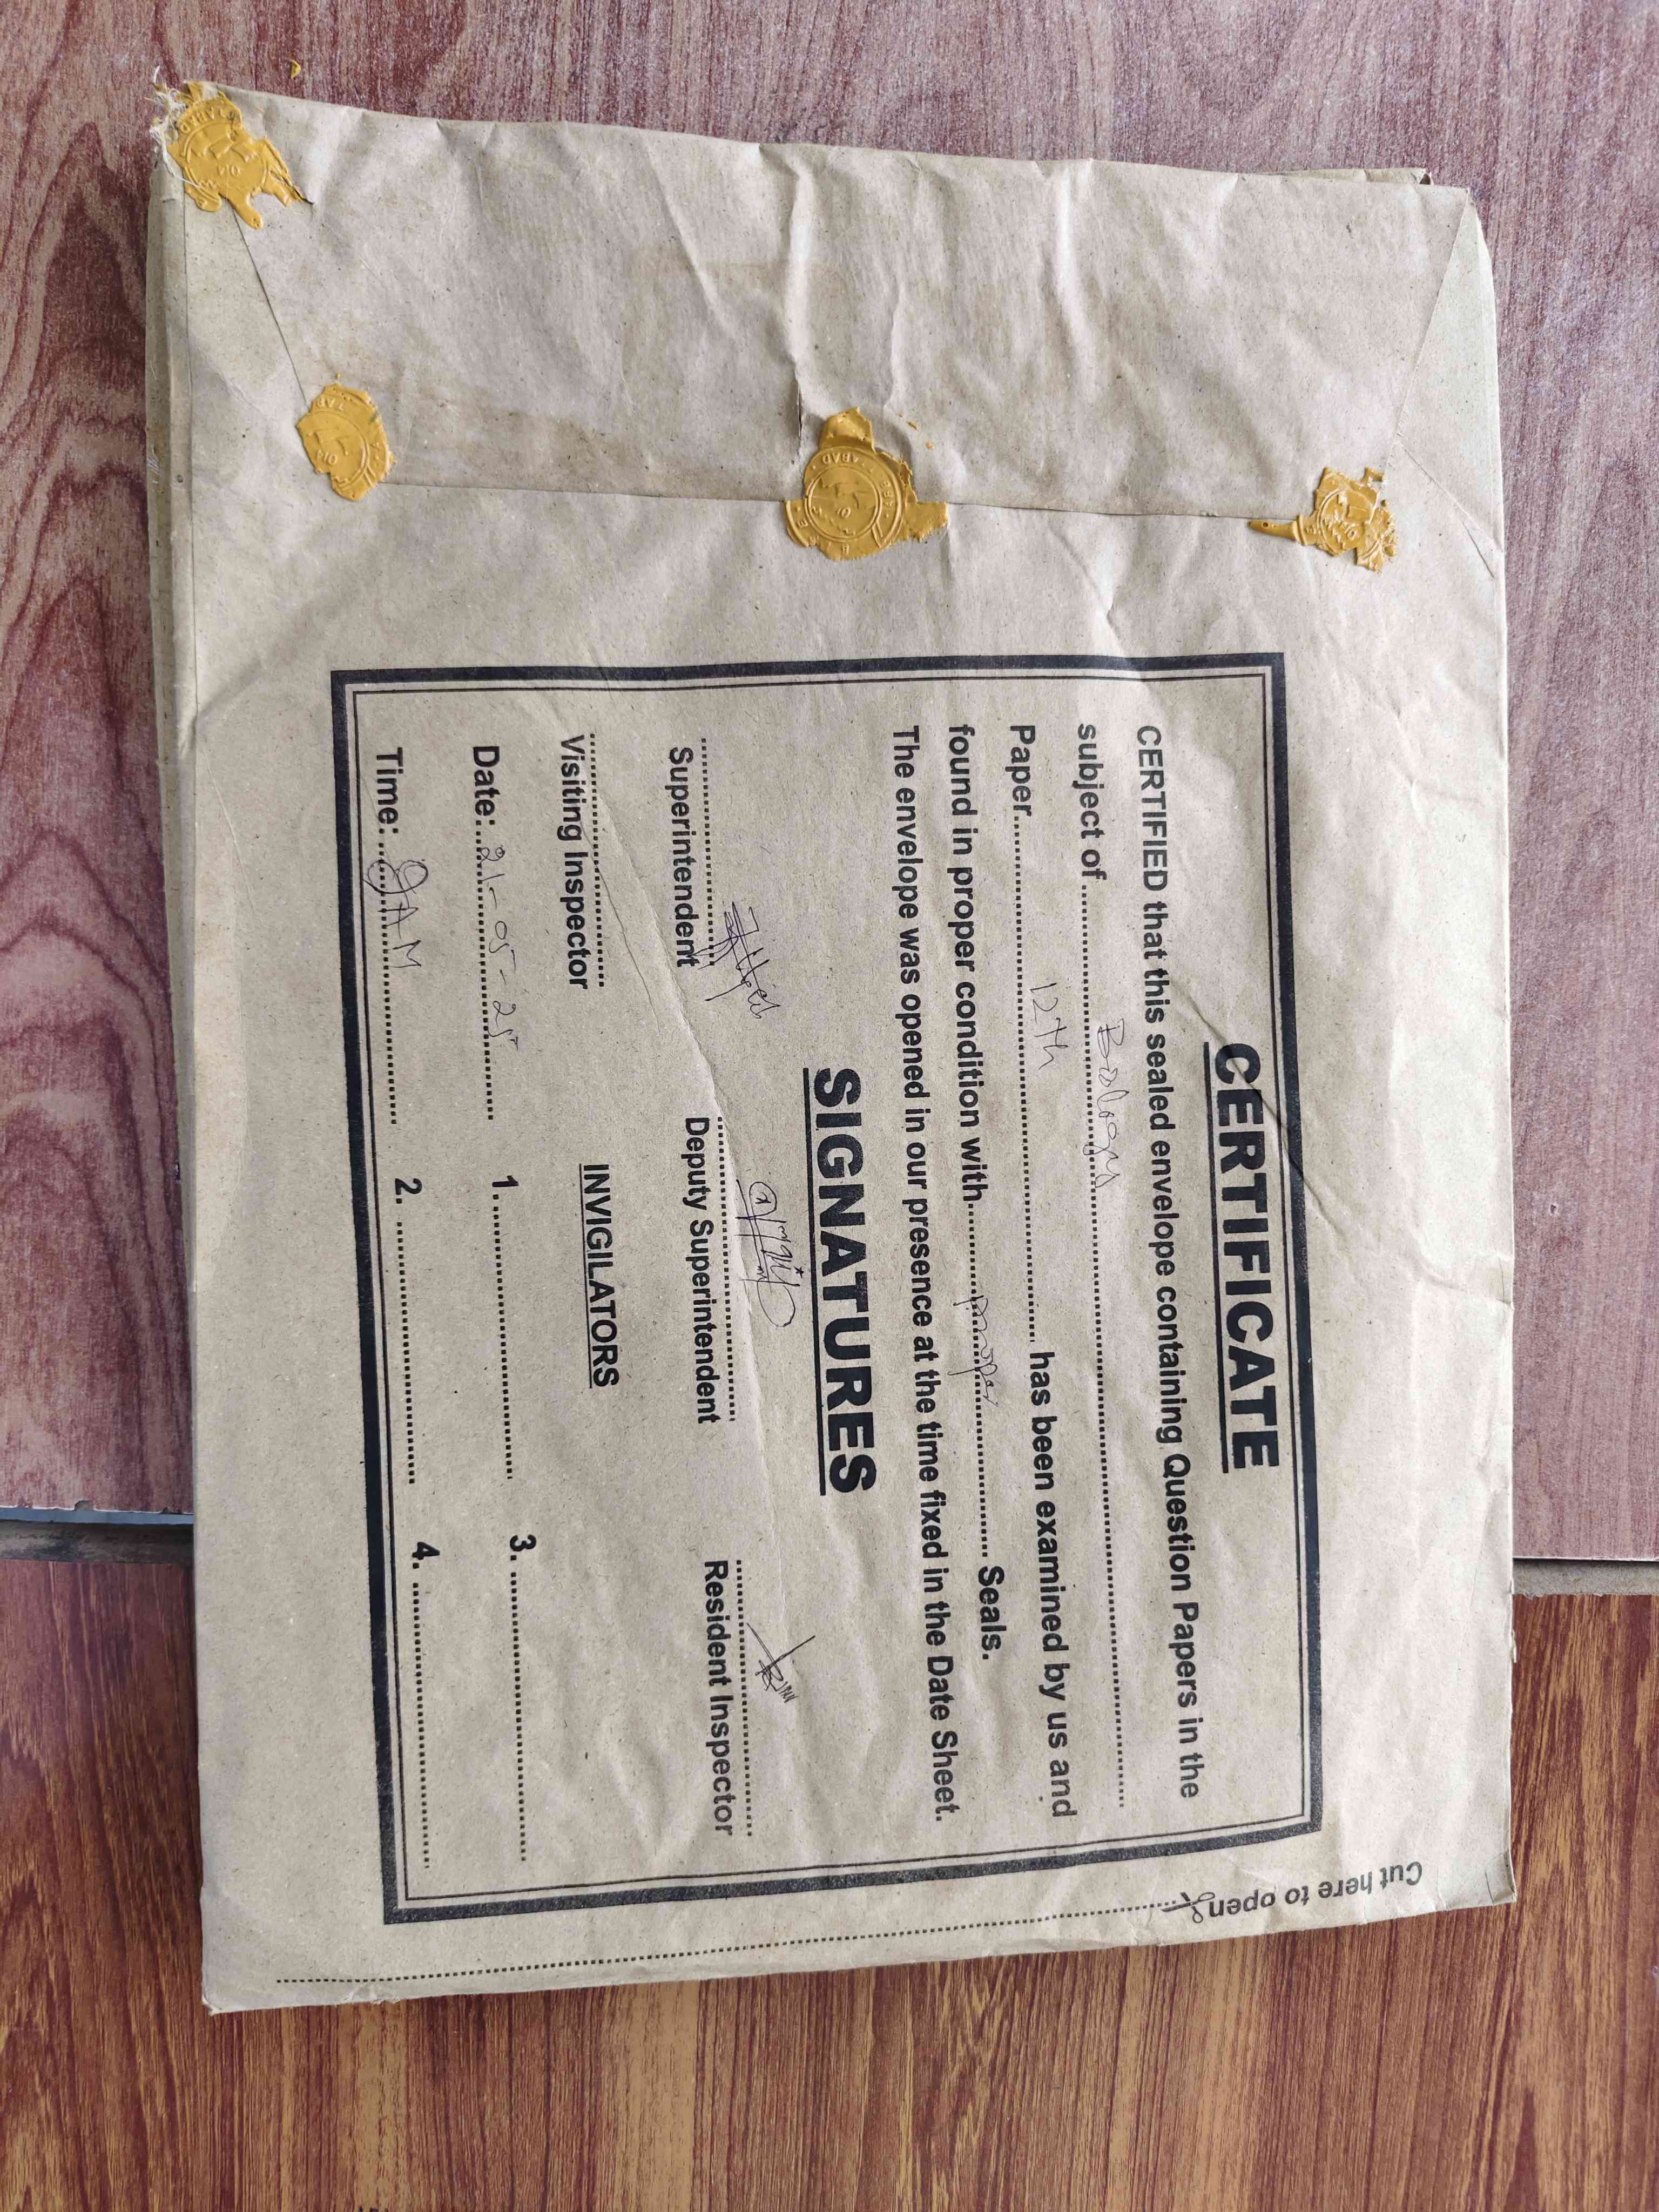 CERTIFICATE
CERTIFIED that this sealed envelope containing Question Papers in the
subject of ........ Biology ........
Paper ........ 12th ........ has been examined by us and
found in proper condition with ........ proper ........ Seals.
The envelope was opened in our presence at the time fixed in the Date Sheet.
SIGNATURES
Superintendent Deputy Superintendent Resident Inspector
Visiting Inspector
INVIGILATORS
Date: 21-05-25 1. ........ 3. ........
Time: 9 AM 2. ........ 4. ........
Cut here to open